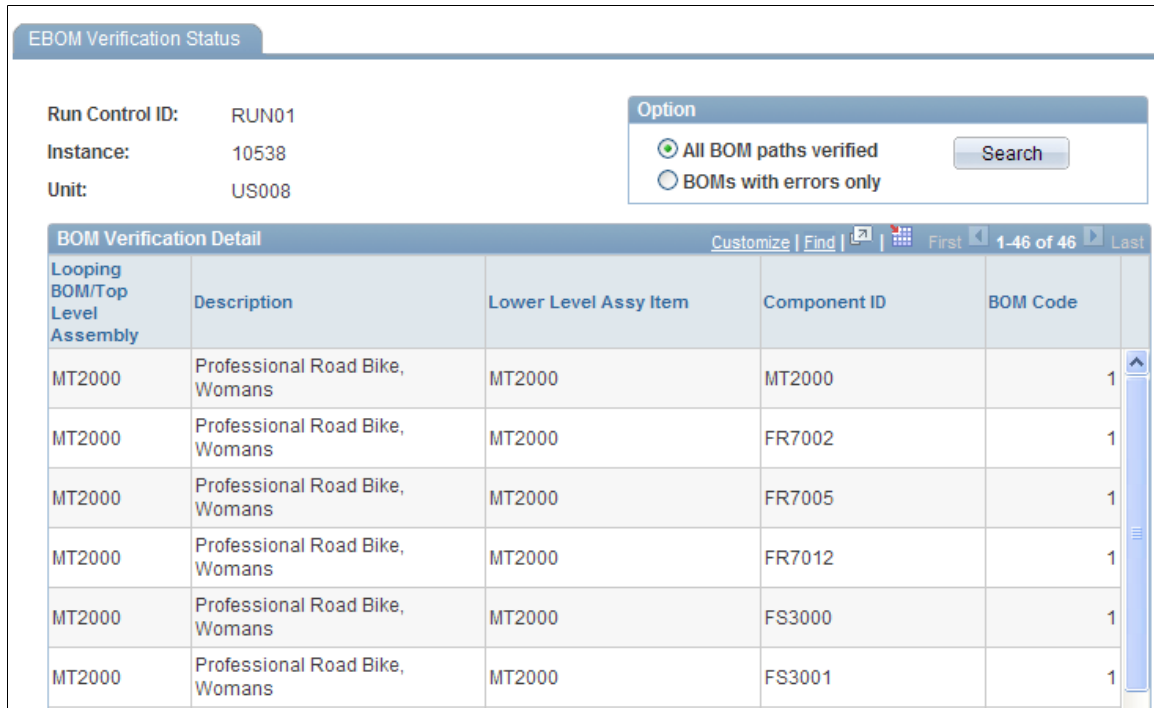 EBOM Verification Status
Run Control ID: RUN01
Instance: 10538
Unit: US008
Option
All BOM paths verified
BOMs with errors only
Search
BOM Verification Detail
Customize | Find | | First 1-46 of 46 Last
Looping
BOM/Top
Level
Assembly
Description
Lower Level Assy Item
Component ID
BOM Code
MT2000 Professional Road Bike, MT2000 MT2000 1
Womans
MT2000 Professional Road Bike, MT2000 FR7002 1
Womans
MT2000 Professional Road Bike, MT2000 FR7005 1
Womans
MT2000 Professional Road Bike, MT2000 FR7012 1
Womans
MT2000 Professional Road Bike, MT2000 FS3000 1
Womans
MT2000 Professional Road Bike, MT2000 FS3001 1
Womans